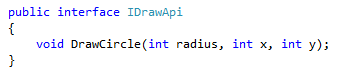 public interface IDrawApi
{
    void DrawCircle(int radius, int x, int y);
}